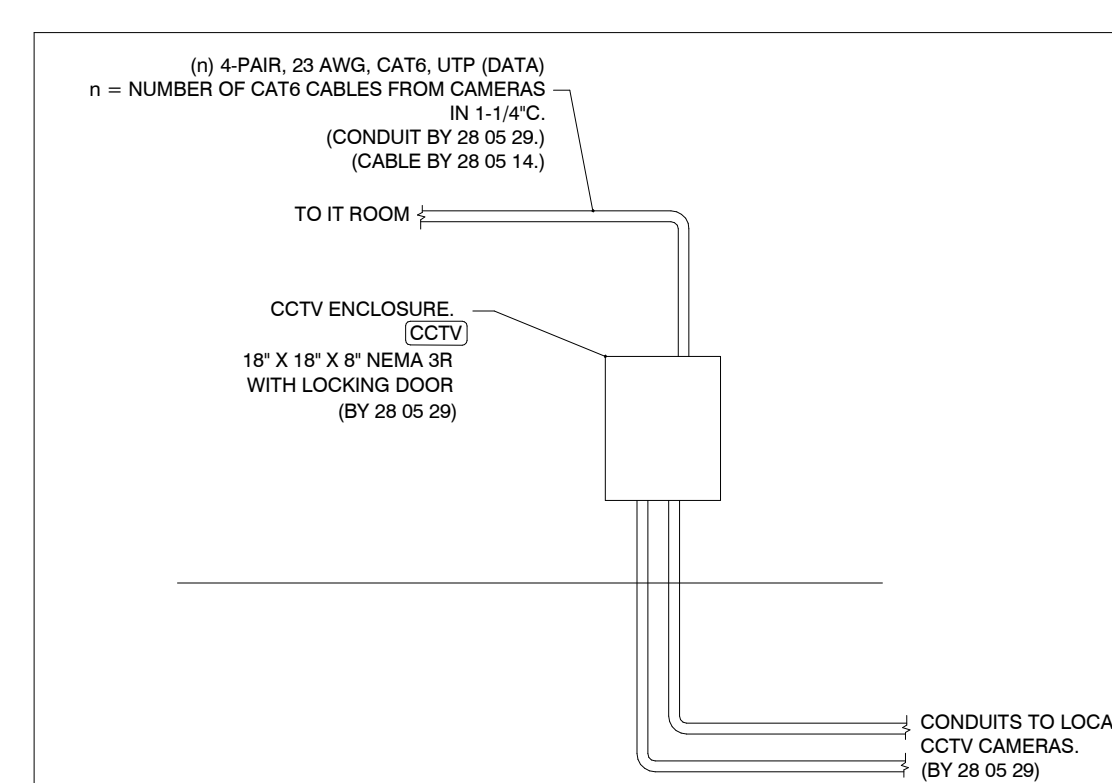 (n) 4-PAIR, 23 AWG, CAT6, UTP (DATA)
n = NUMBER OF CAT6 CABLES FROM CAMERAS
IN 1-1/4"C.
(CONDUIT BY 28 05 29.)
(CABLE BY 28 05 14.)
TO IT ROOM
CCTV ENCLOSURE.
CCTV
18" X 18" X 8" NEMA 3R
WITH LOCKING DOOR
(BY 28 05 29)
CONDUITS TO LOCA
CCTV CAMERAS.
(BY 28 05 29)